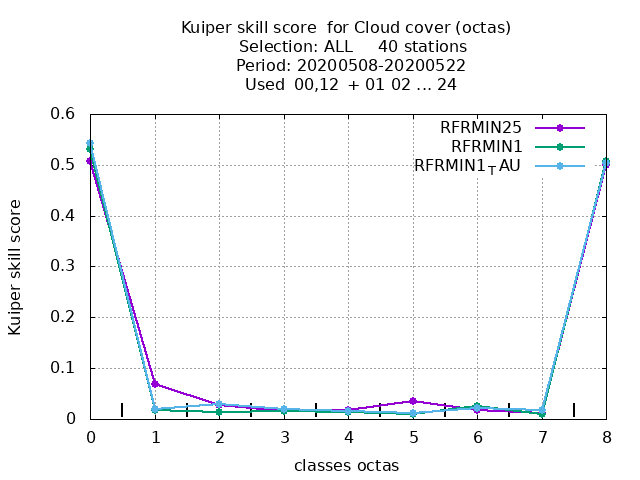 Kuiper skill score  for Cloud cover (octas)
Selection: ALL     40 stations
Period: 20200508-20200522
Used  00,12  + 01 02 ... 24
0.6
0.5
0.4
0.3
0.2
0.1
0
Kuiper skill score
RFRMIN25
RFRMIN1
RFRMIN1TAU
0 1 2 3 4 5 6 7 8
classes octas